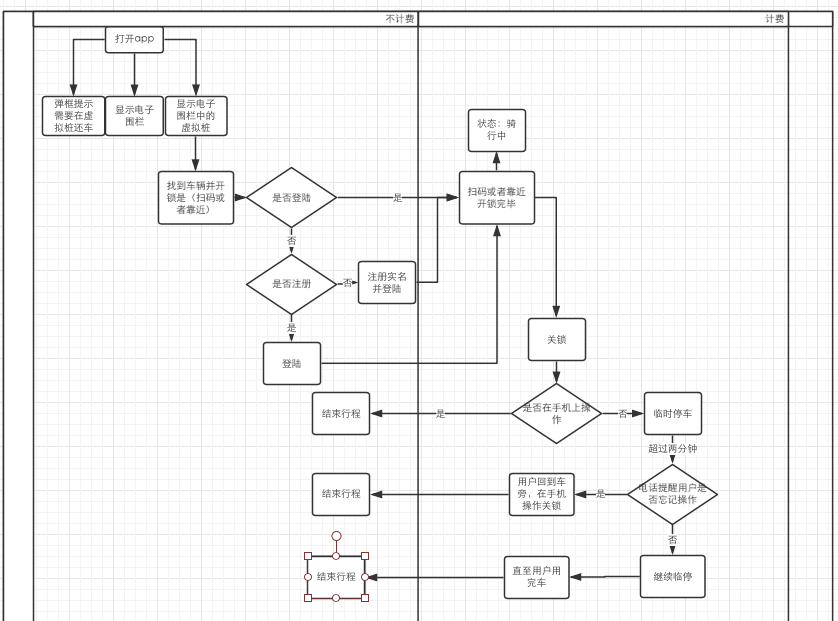 不计费
计费
打开app
弹框提示
需要在虚
拟桩还车
显示电子
围栏
显示电子
围栏中的
虚拟桩
状态：骑
行中
找到车辆并开
锁是（扫码或
者靠近）
是否登陆
是
扫码或者靠近
开锁完毕
否
是否注册
否
注册实名
并登陆
是
登陆
关锁
结束行程
是
是否在手机上操
作
否
临时停车
超过两分钟
结束行程
用户回到车
旁，在手机
操作关锁
是
电话提醒用户是
否忘记操作
否
结束行程
直至用户用
完车
继续临停